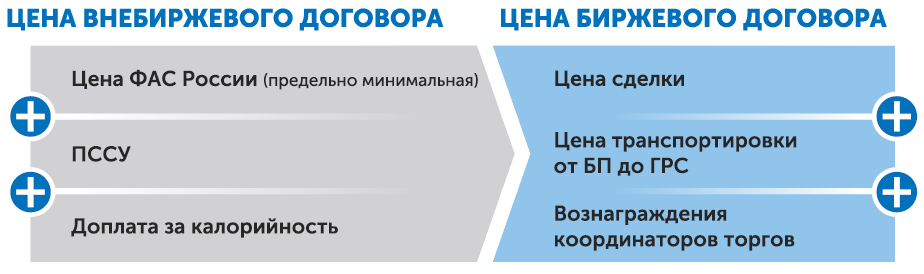 ЦЕНА ВНЕБИРЖЕВОГО ДОГОВОРА
Цена ФАС России (предельно минимальная)
ПССУ
Доплата за калорийность
ЦЕНА БИРЖЕВОГО ДОГОВОРА
Цена сделки
Цена транспортировки
от БП до ГРС
Вознаграждения
координаторов торгов